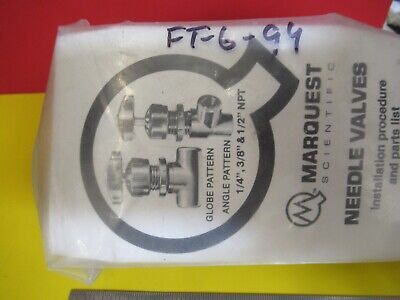 FT-6-94
GLOBE PATTERN
ANGLE PATTERN
1/4", 3/8" & 1/2" NPT
MARQUEST
SCIENTIFIC
NEEDLE VALVES
Installation procedure
and parts list